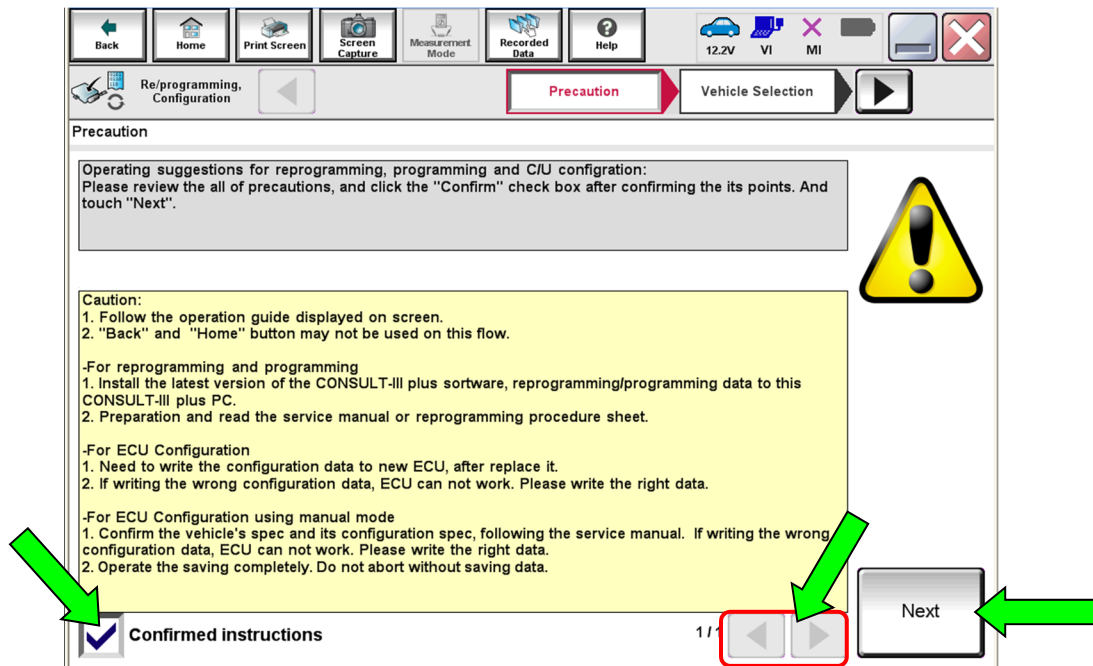 Back
Home
Print Screen
Screen
Capture
Measurement
Mode
Recorded
Data
Help
12.2V
VI
MI
Re/programming,
Configuration
Precaution
Vehicle Selection
Precaution
Operating suggestions for reprogramming, programming and C/U configration:
Please review the all of precautions, and click the "Confirm" check box after confirming the its points. And
touch "Next".
Caution:
1. Follow the operation guide displayed on screen.
2. "Back" and "Home" button may not be used on this flow.
-For reprogramming and programming
1. Install the latest version of the CONSULT-III plus sortware, reprogramming/programming data to this
CONSULT-III plus PC.
2. Preparation and read the service manual or reprogramming procedure sheet.
-For ECU Configuration
1. Need to write the configuration data to new ECU, after replace it.
2. If writing the wrong configuration data, ECU can not work. Please write the right data.
-For ECU Configuration using manual mode
1. Confirm the vehicle's spec and its configuration spec, following the service manual. If writing the wrong
configuration data, ECU can not work. Please write the right data.
2. Operate the saving completely. Do not abort without saving data.
Confirmed instructions
1/1
Next